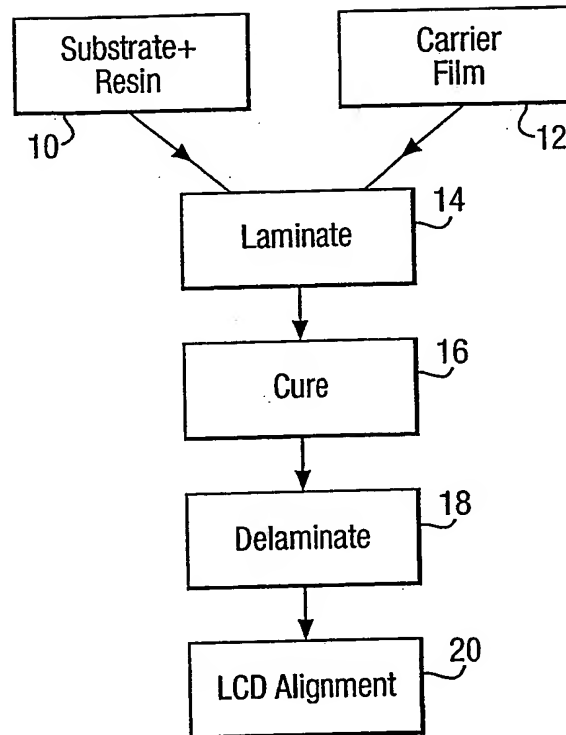 Substrate+
Resin
Carrier
Film
10
12
Laminate
14
Cure
16
Delaminate
18
LCD Alignment
20